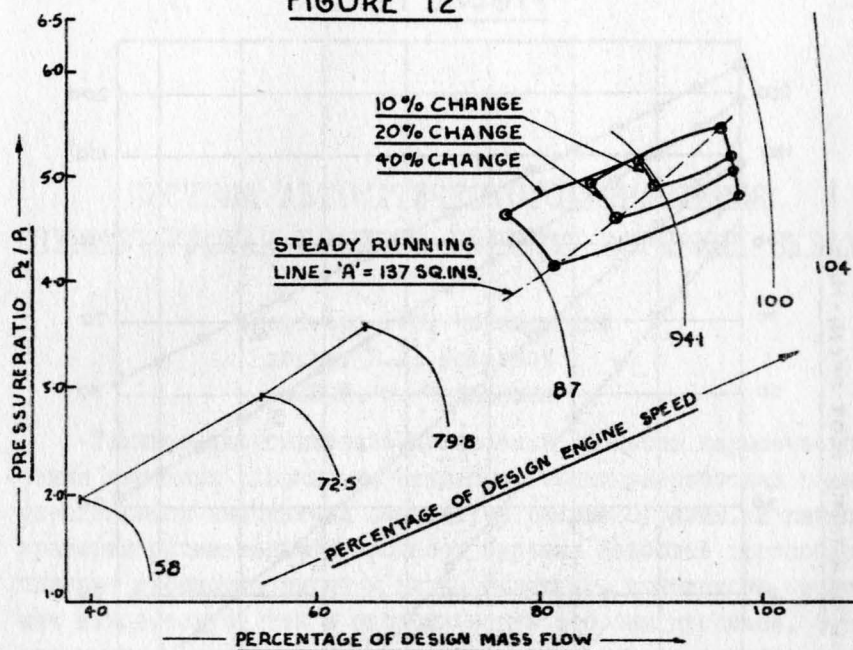 FIGURE 12
6·5
6·0
5·0
4·0
3·0
2·0
1·0
PRESSURE RATIO P2/P1
10% CHANGE
20% CHANGE
40% CHANGE
STEADY RUNNING
LINE - 'A' = 137 SQ.INS.
104
100
94·1
87
79·8
72·5
58
PERCENTAGE OF DESIGN ENGINE SPEED
40
60
80
100
PERCENTAGE OF DESIGN MASS FLOW